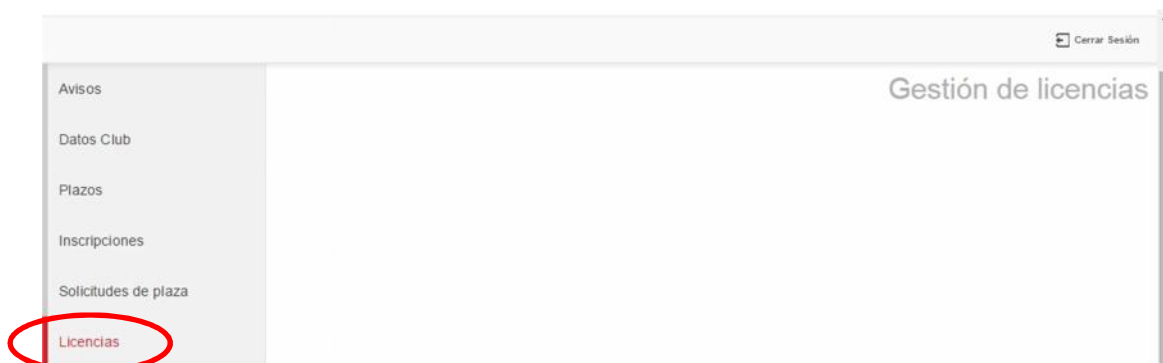 Cerrar Sesión
Gestión de licencias
Avisos
Datos Club
Plazos
Inscripciones
Solicitudes de plaza
Licencias